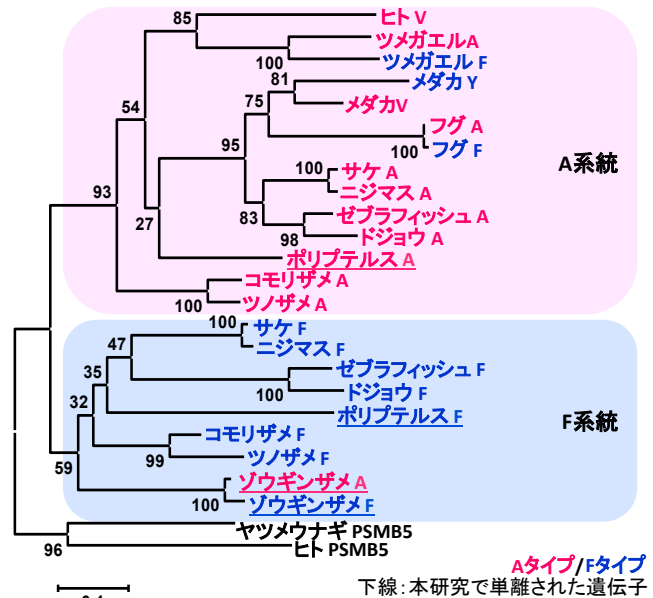 85
ヒト V
ツメガエル A
100
ツメガエル F
81
メダカ Y
75
メダカV
54
フグ A
95
100
フグ F
A系統
100
サケ A
93
ニジマス A
83
ゼブラフィッシュ A
27
98
ドジョウ A
ポリプテルス A
コモリザメ A
100
ツノザメ A
100
サケ F
47
ニジマス F
35
ゼブラフィッシュ F
100
ドジョウ F
32
ポリプテルス F
F系統
コモリザメ F
59
99
ツノザメ F
ゾウギンザメ A
100
ゾウギンザメ F
ヤツメウナギ PSMB5
96
ヒト PSMB5
Aタイプ/Fタイプ
下線：本研究で単離された遺伝子